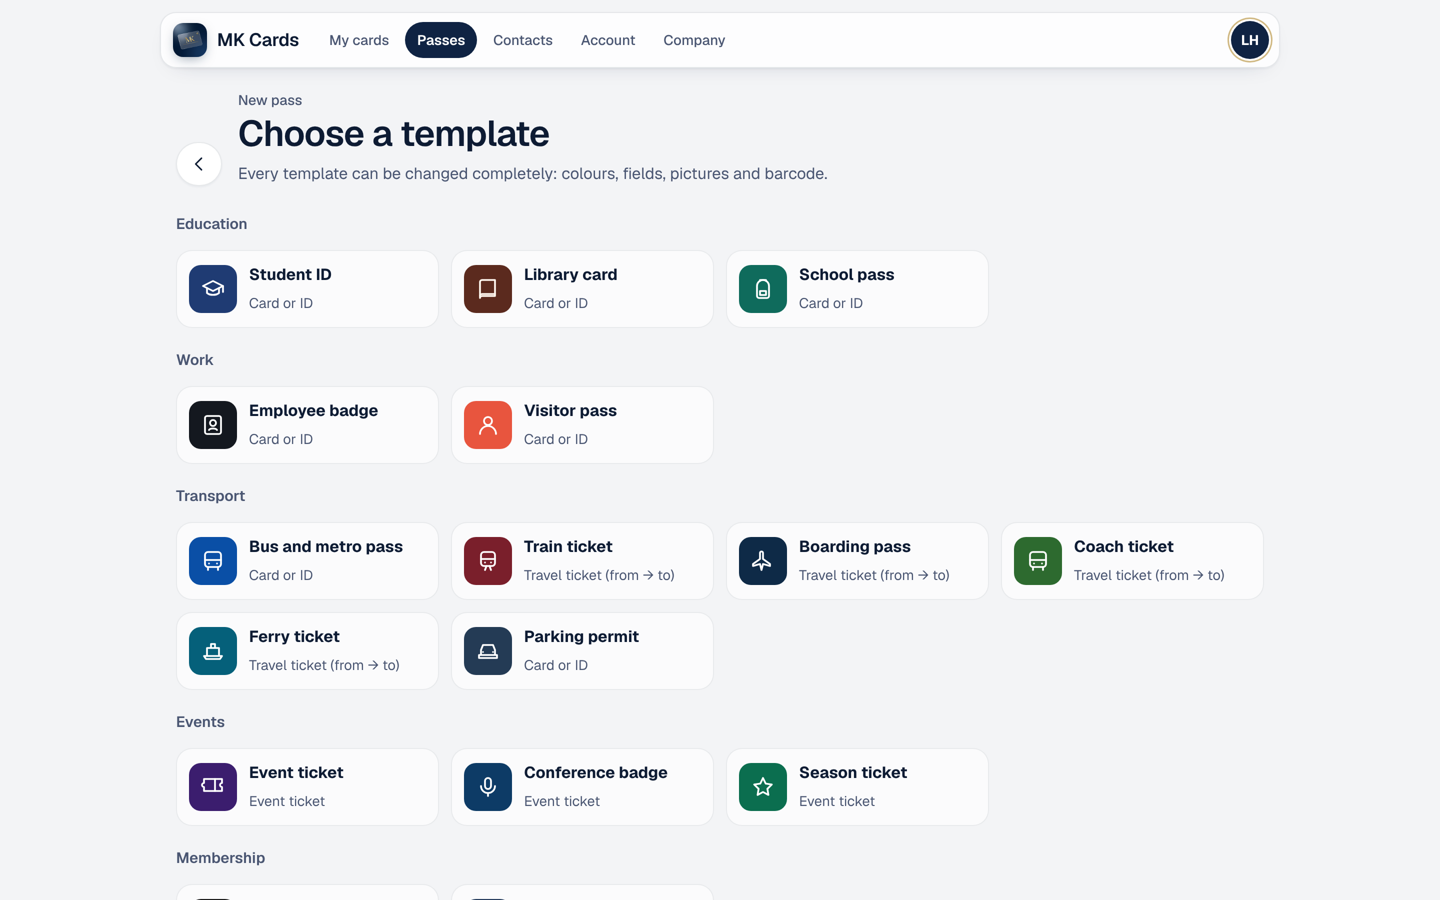 MK Cards
My cards
Passes
Contacts
Account
Company
LH
New pass
Choose a template
Every template can be changed completely: colours, fields, pictures and barcode.
Education
Student ID
Card or ID
Library card
Card or ID
School pass
Card or ID
Work
Employee badge
Card or ID
Visitor pass
Card or ID
Transport
Bus and metro pass
Card or ID
Train ticket
Travel ticket (from → to)
Boarding pass
Travel ticket (from → to)
Coach ticket
Travel ticket (from → to)
Ferry ticket
Travel ticket (from → to)
Parking permit
Card or ID
Events
Event ticket
Event ticket
Conference badge
Event ticket
Season ticket
Event ticket
Membership